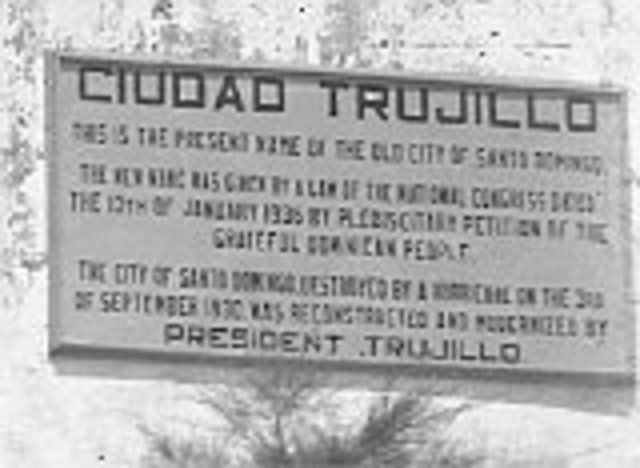 CIUDAD TRUJILLO
THIS IS THE PRESENT NAME OF THE OLD CITY OF SANTO DOMINGO.
THE NEW NAME WAS GIVEN BY A LAW OF THE NATIONAL CONGRESS DATED
THE OF JANUARY 1936 BY PLEBISCITARY PETITION OF THE
GRATEFUL DOMINICAN PEOPLE.
THE CITY OF SANTO DOMINGO, DESTROYED BY A HURRICANE ON THE 3RD
OF SEPTEMBER 1930, WAS RECONSTRUCTED AND MODERNIZED BY
PRESIDENT TRUJILLO